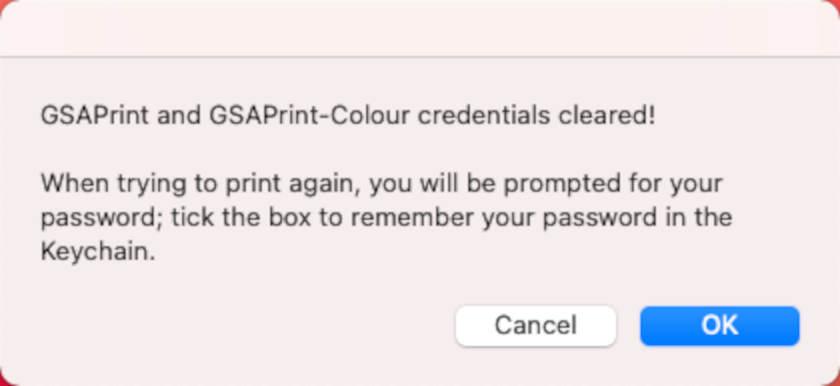 GSAPrint and GSAPrint-Colour credentials cleared!
When trying to print again, you will be prompted for your
password; tick the box to remember your password in the
Keychain.
Cancel
OK